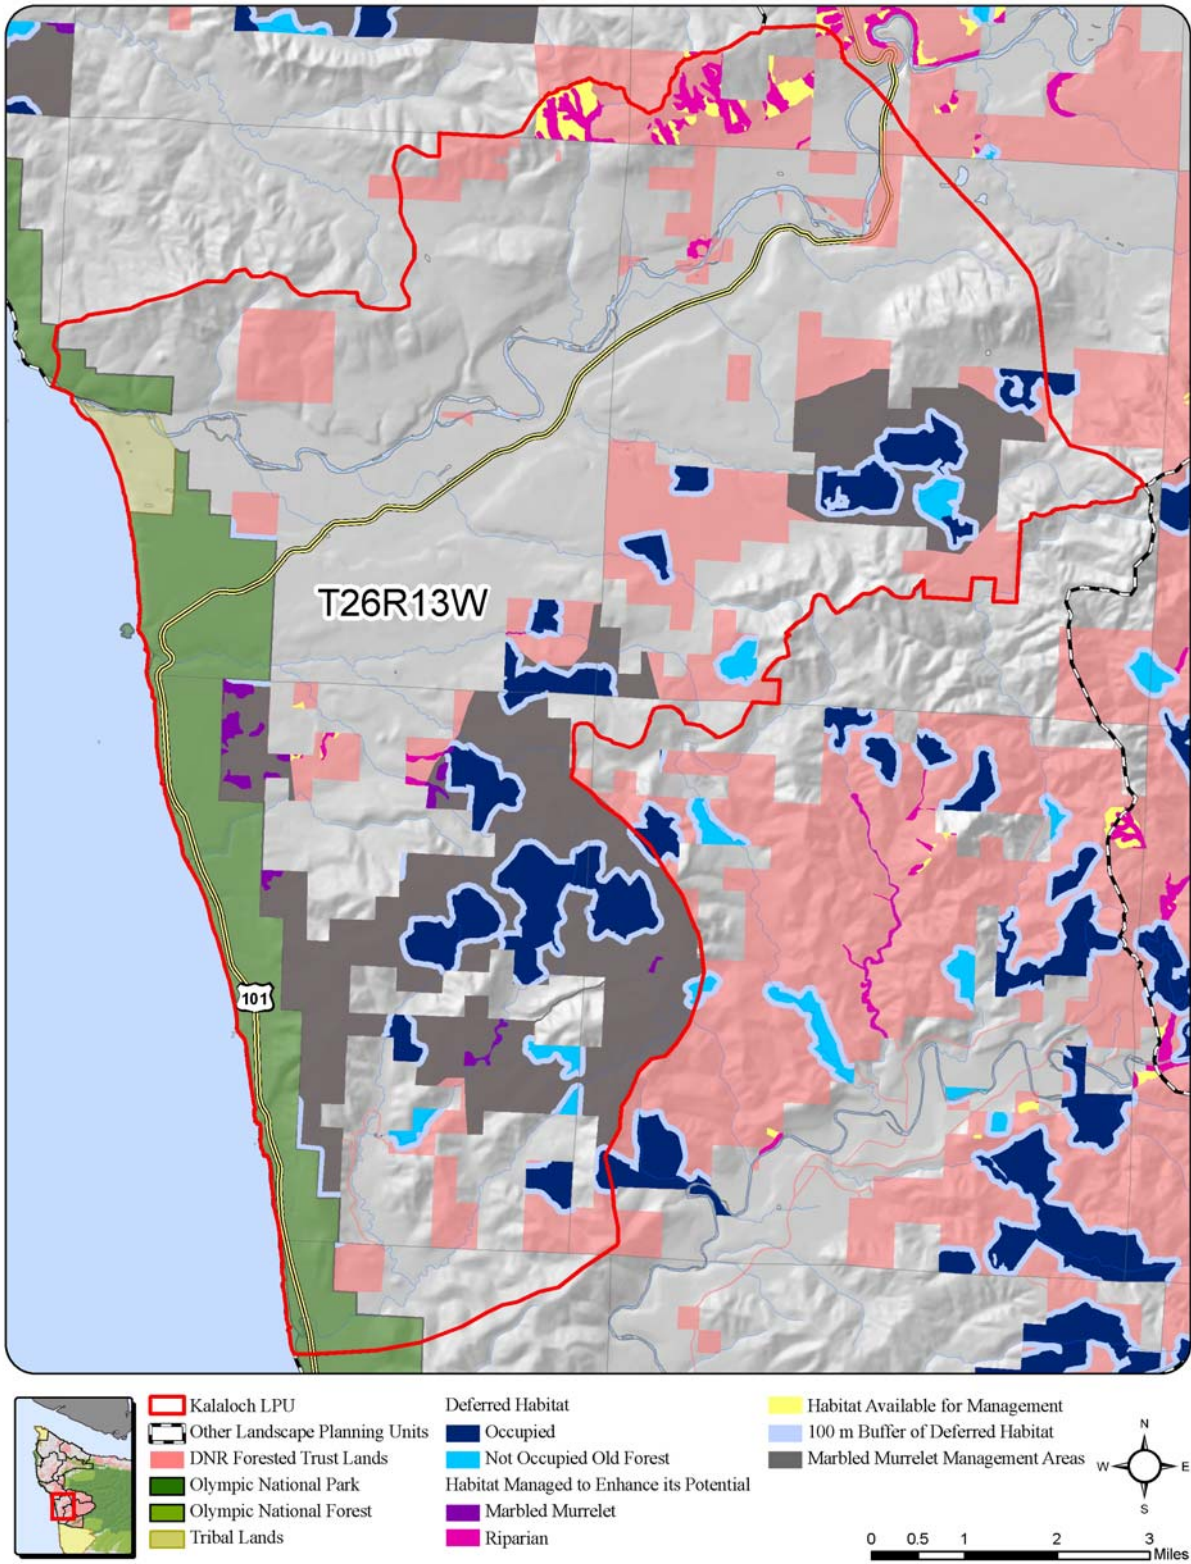 T26R13W
101
Kalaloch LPU
Other Landscape Planning Units
DNR Forested Trust Lands
Olympic National Park
Olympic National Forest
Tribal Lands
Deferred Habitat
Occupied
Not Occupied Old Forest
Habitat Managed to Enhance its Potential
Marbled Murrelet
Riparian
Habitat Available for Management
100 m Buffer of Deferred Habitat
Marbled Murrelet Management Areas
N
W E
S
0 0.5 1 2 3
Miles